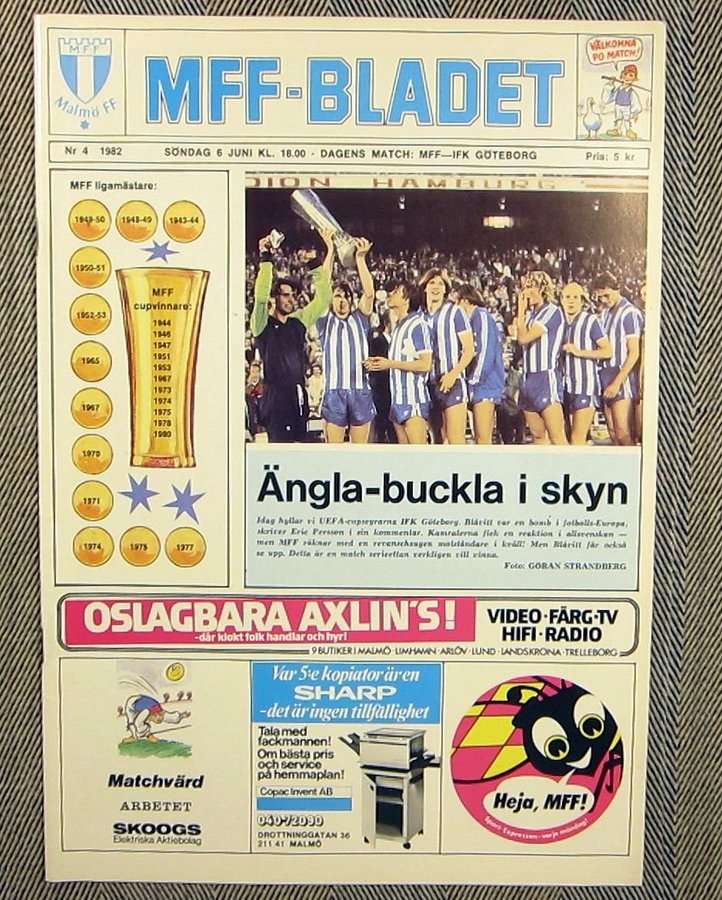 MFF
Malmö FF
MFF-BLADET
VÄLKOMNA
PO MATCH!
Nr 4 1982
SÖNDAG 6 JUNI KL. 18.00 · DAGENS MATCH: MFF—IFK GÖTEBORG
Pris: 5 kr
MFF ligamästare:
1949-50
1948-49
1943-44
1950-51
1952-53
1965
1967
1970
1971
1974
1975
1977
MFF
cupvinnare:
1944
1946
1947
1951
1953
1967
1973
1974
1975
1978
1980
DION HAMBURG
Ängla-buckla i skyn
Idag hyllar vi UEFA-cupsegrarna IFK Göteborg. Blåvitt var en bomb i fotbolls-Europa,
skriver Eric Persson i sin kommentar. Kamraterna fick en reaktion i allsvenskan —
men MFF räknar med en revanschsugen motståndare i kväll! Men Blåvitt får också
se upp. Detta är en match serieettan verkligen vill vinna.
Foto: GÖRAN STRANDBERG
OSLAGBARA AXLIN'S!
-där klokt folk handlar och hyr!
VIDEO·FÄRG-TV
HIFI·RADIO
9 BUTIKER I MALMÖ · LIMHAMN · ARLÖV · LUND · LANDSKRONA · TRELLEBORG
Matchvärd
ARBETET
SKOOGS
Elektriska Aktiebolag
Var 5:e kopiator är en
SHARP
-det är ingen tillfällighet
Tala med
fackmannen!
Om bästa pris
och service
på hemmaplan!
Copac Invent AB
040-72090
DROTTNINGGATAN 36
211 41 MALMÖ
Heja, MFF!
Sport-Expressen-varje måndag!